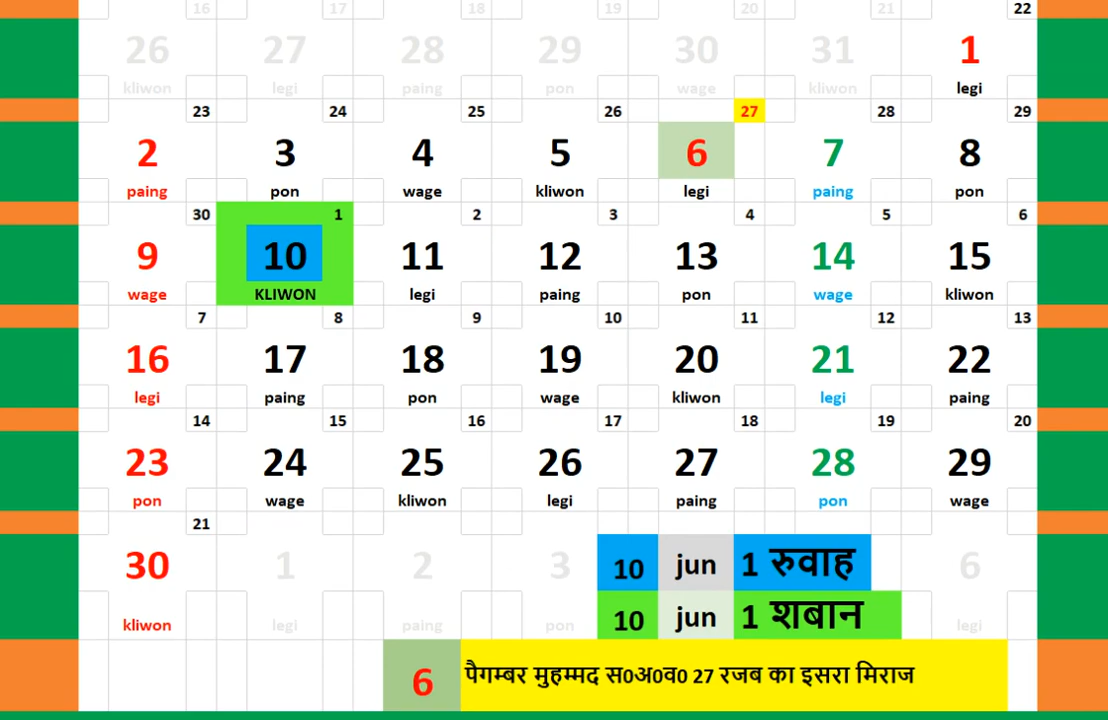 16 17 18 19 20 21 22
26 27 28 29 30 31 1
kliwon legi paing pon wage kliwon legi
23 24 25 26 27 28 29
2 3 4 5 6 7 8
paing pon wage kliwon legi paing pon
30 1 2 3 4 5 6
9 10 11 12 13 14 15
wage KLIWON legi paing pon wage kliwon
7 8 9 10 11 12 13
16 17 18 19 20 21 22
legi paing pon wage kliwon legi paing
14 15 16 17 18 19 20
23 24 25 26 27 28 29
pon wage kliwon legi paing pon wage
21
30 1 2 3 10 jun 1 रुवाह 6
kliwon legi paing pon 10 jun 1 शबान legi
6 पैगम्बर मुहम्मद स0अ0व0 27 रजब का इसरा मिराज